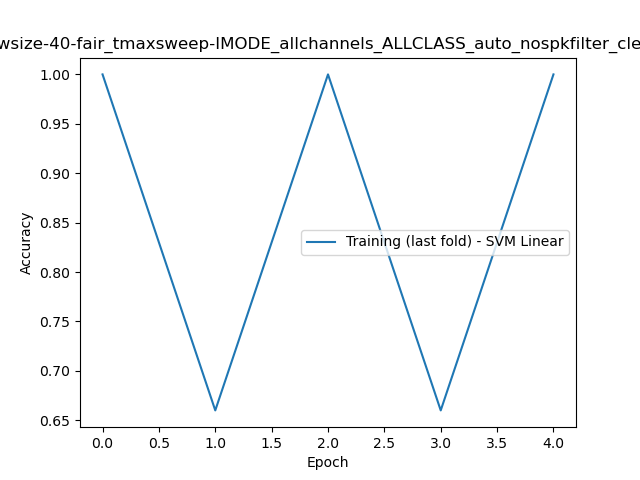 wsize-40-fair_tmaxsweep-IMODE_allchannels_ALLCLASS_auto_nospkfilter_cle
1.00
0.95
0.90
0.85
0.80
0.75
0.70
0.65
Accuracy
Training (last fold) - SVM Linear
0.0 0.5 1.0 1.5 2.0 2.5 3.0 3.5 4.0
Epoch